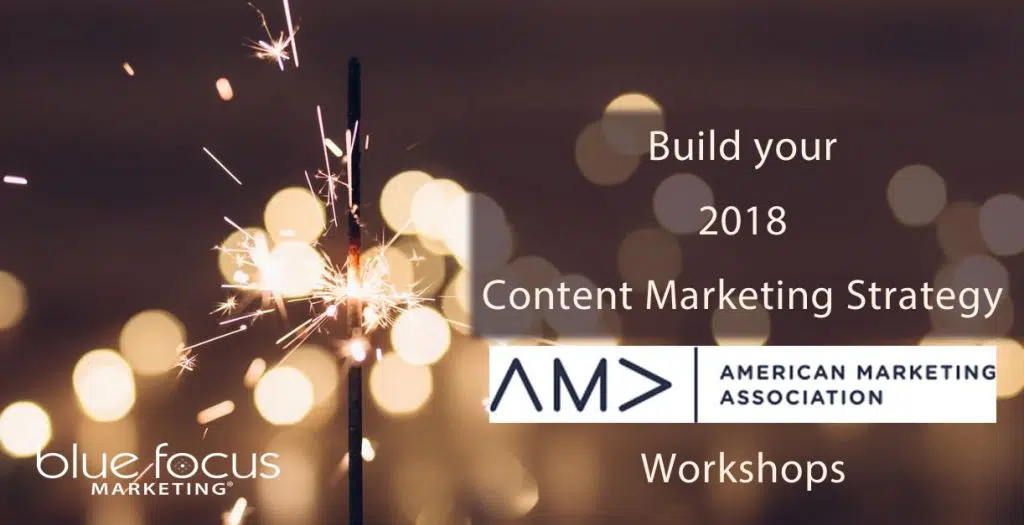 Build your
2018
Content Marketing Strategy
AMA
AMERICAN MARKETING
ASSOCIATION
Workshops
blue focus
MARKETING®